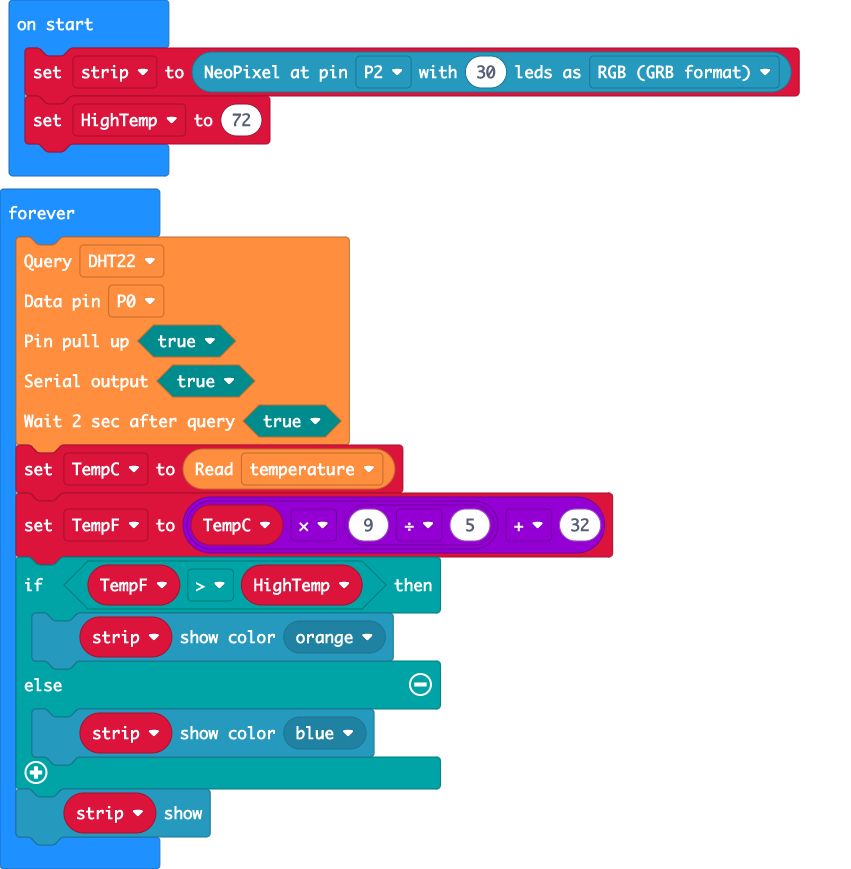 on start
set strip to NeoPixel at pin P2 with 30 leds as RGB (GRB format)
set HighTemp to 72
forever
Query DHT22
Data pin P0
Pin pull up true
Serial output true
Wait 2 sec after query true
set TempC to Read temperature
set TempF to TempC × 9 ÷ 5 + 32
if TempF > HighTemp then
strip show color orange
else
strip show color blue
strip show